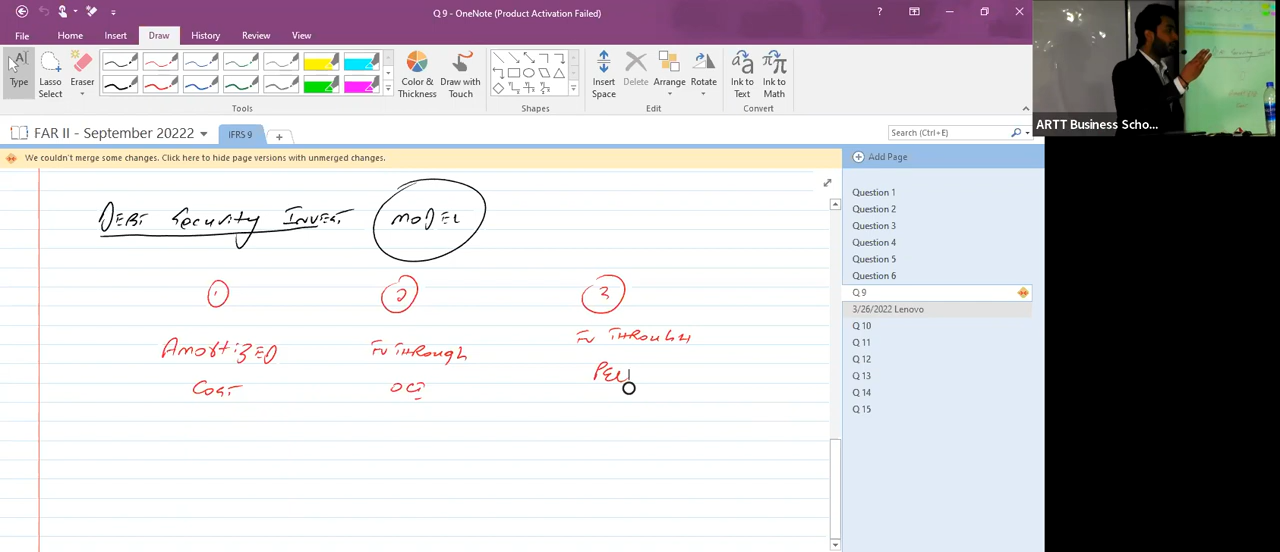 Q 9 - OneNote (Product Activation Failed)
?
File Home Insert Draw History Review View
Type
Lasso Select
Eraser
Color & Thickness
Draw with Touch
Insert Space
Delete
Arrange
Rotate
Ink to Text
Ink to Math
Tools Shapes Edit Convert
FAR II - September 20222 IFRS 9
Search (Ctrl+E)
We couldn't merge some changes. Click here to hide page versions with unmerged changes.
ARTT Business Scho...
DEBT Security INVEST MODEL
1 2 3
Amortized FV THROUGH FV THROUGH
COST OCI P&L
Add Page
Question 1
Question 2
Question 3
Question 4
Question 5
Question 6
Q 9
3/26/2022 Lenovo
Q 10
Q 11
Q 12
Q 13
Q 14
Q 15